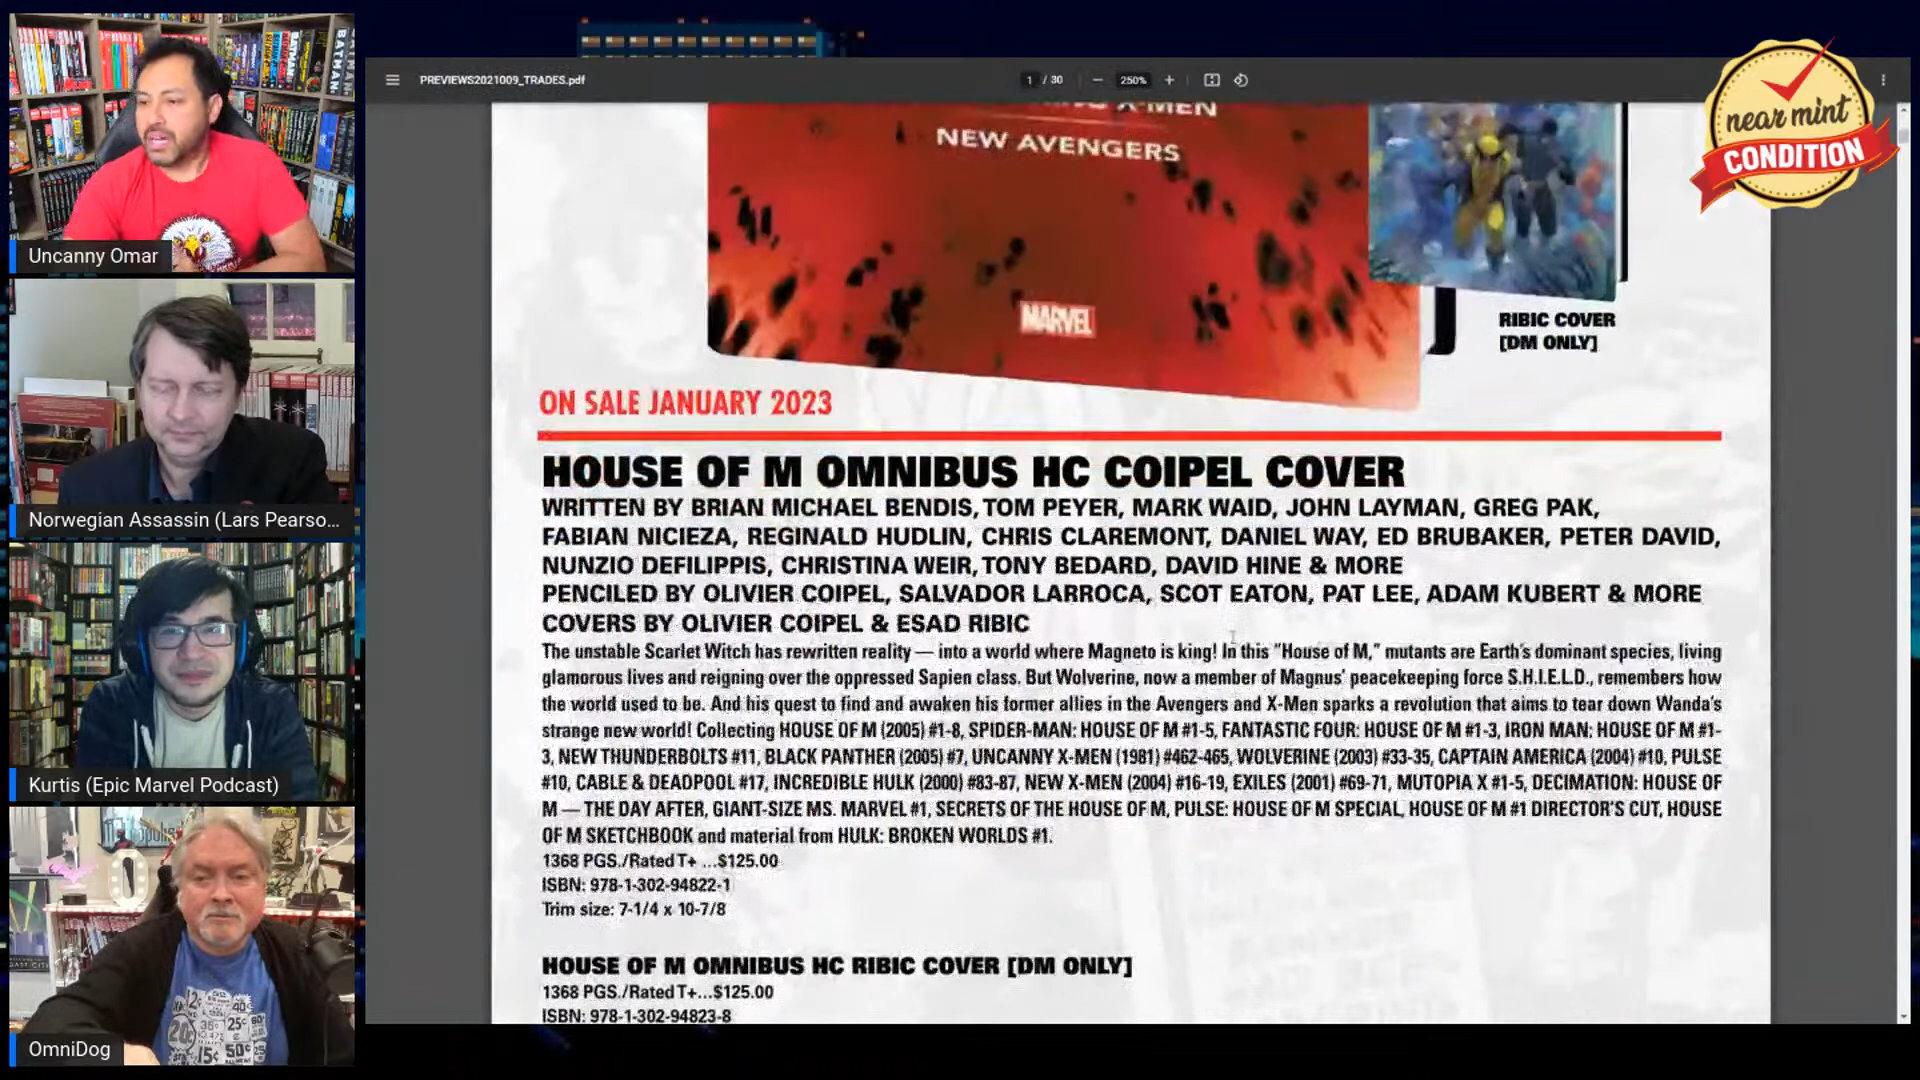 PREVIEWS2021009_TRADES.pdf
1 / 30
250%
near mint
CONDITION
X-MEN
NEW AVENGERS
MARVEL
RIBIC COVER
[DM ONLY]
ON SALE JANUARY 2023
HOUSE OF M OMNIBUS HC COIPEL COVER
WRITTEN BY BRIAN MICHAEL BENDIS, TOM PEYER, MARK WAID, JOHN LAYMAN, GREG PAK,
FABIAN NICIEZA, REGINALD HUDLIN, CHRIS CLAREMONT, DANIEL WAY, ED BRUBAKER, PETER DAVID,
NUNZIO DEFILIPPIS, CHRISTINA WEIR, TONY BEDARD, DAVID HINE & MORE
PENCILED BY OLIVIER COIPEL, SALVADOR LARROCA, SCOT EATON, PAT LEE, ADAM KUBERT & MORE
COVERS BY OLIVIER COIPEL & ESAD RIBIC
The unstable Scarlet Witch has rewritten reality — into a world where Magneto is king! In this "House of M," mutants are Earth's dominant species, living
glamorous lives and reigning over the oppressed Sapien class. But Wolverine, now a member of Magnus' peacekeeping force S.H.I.E.L.D., remembers how
the world used to be. And his quest to find and awaken his former allies in the Avengers and X-Men sparks a revolution that aims to tear down Wanda's
strange new world! Collecting HOUSE OF M (2005) #1-8, SPIDER-MAN: HOUSE OF M #1-5, FANTASTIC FOUR: HOUSE OF M #1-3, IRON MAN: HOUSE OF M #1-
3, NEW THUNDERBOLTS #11, BLACK PANTHER (2005) #7, UNCANNY X-MEN (1981) #462-465, WOLVERINE (2003) #33-35, CAPTAIN AMERICA (2004) #10, PULSE
#10, CABLE & DEADPOOL #17, INCREDIBLE HULK (2000) #83-87, NEW X-MEN (2004) #16-19, EXILES (2001) #69-71, MUTOPIA X #1-5, DECIMATION: HOUSE OF
M — THE DAY AFTER, GIANT-SIZE MS. MARVEL #1, SECRETS OF THE HOUSE OF M, PULSE: HOUSE OF M SPECIAL, HOUSE OF M #1 DIRECTOR'S CUT, HOUSE
OF M SKETCHBOOK and material from HULK: BROKEN WORLDS #1.
1368 PGS./Rated T+ ...$125.00
ISBN: 978-1-302-94822-1
Trim size: 7-1/4 x 10-7/8
HOUSE OF M OMNIBUS HC RIBIC COVER [DM ONLY]
1368 PGS./Rated T+...$125.00
ISBN: 978-1-302-94823-8
BATMAN
BATMAN
Uncanny Omar
Norwegian Assassin (Lars Pearso...
Kurtis (Epic Marvel Podcast)
12¢
40¢
20¢
35¢
25¢
15¢
50¢
OmniDog